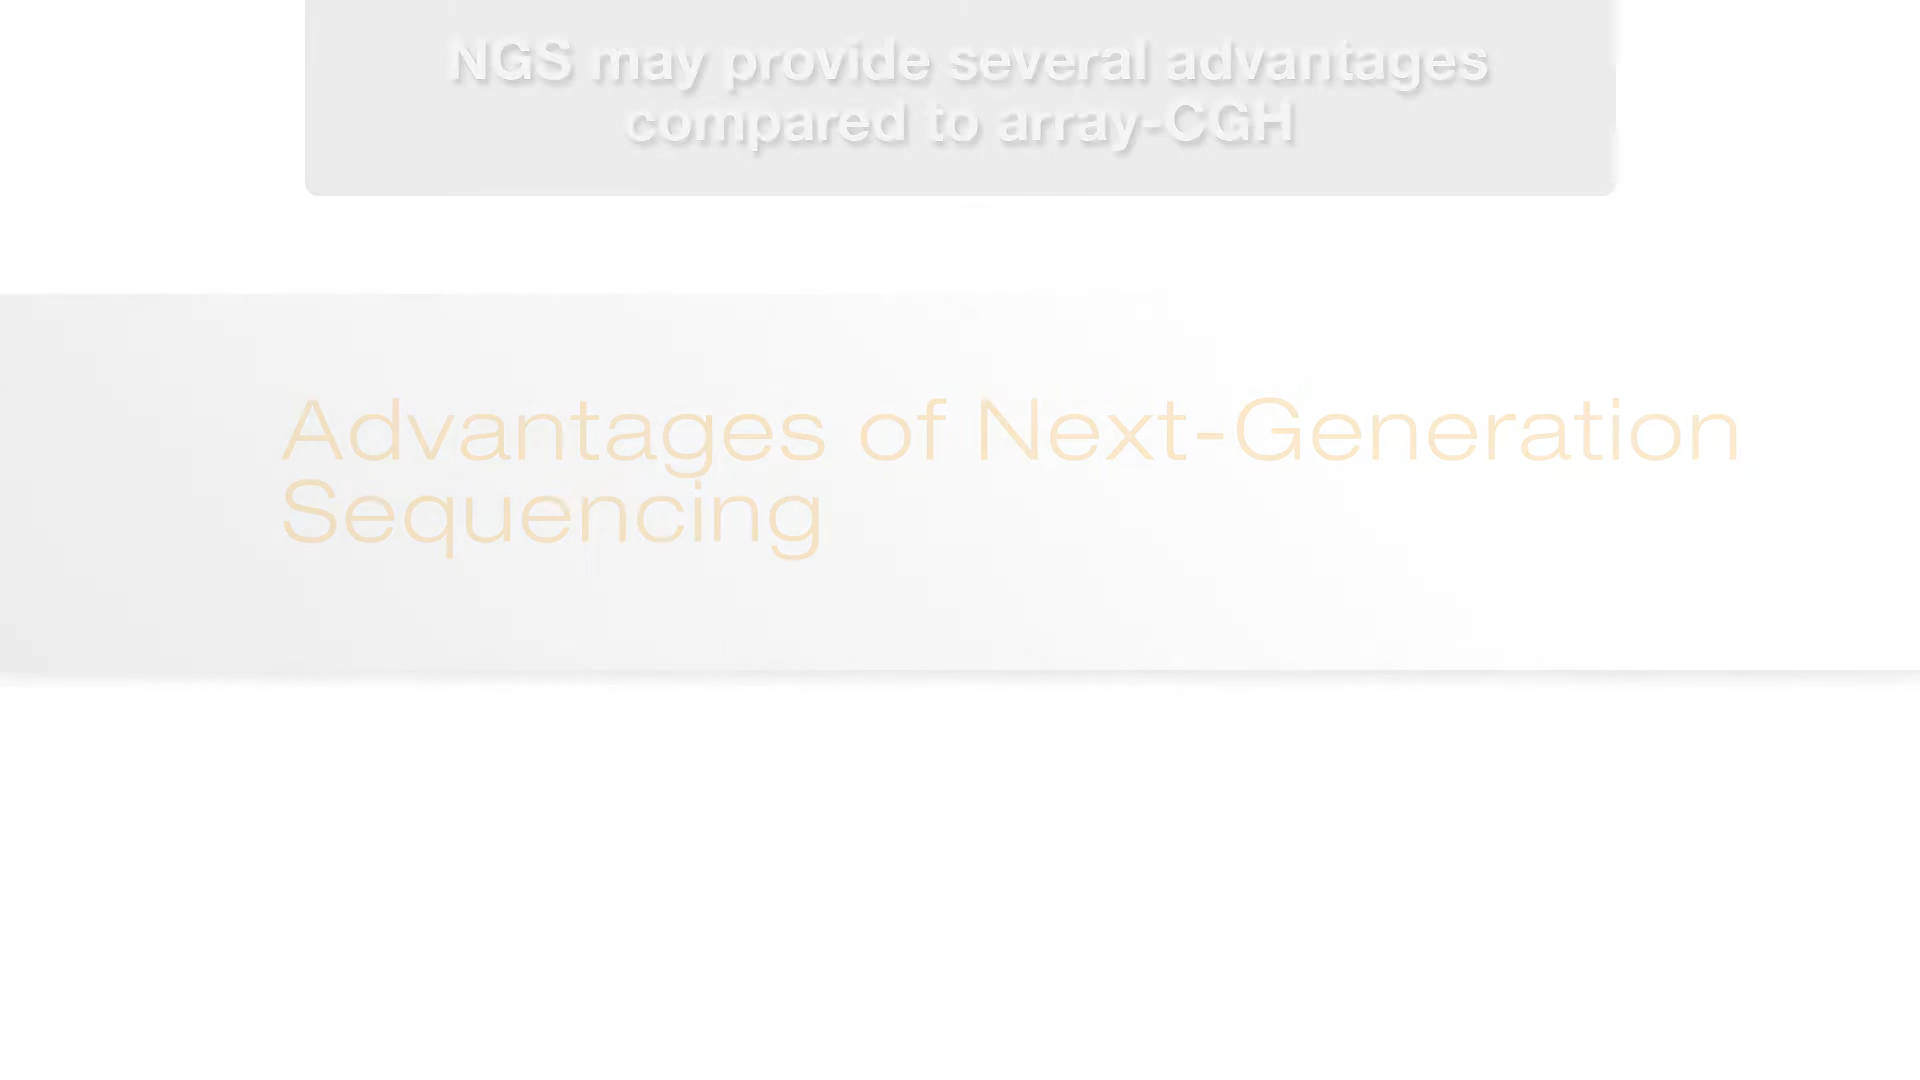 NGS may provide several advantages
compared to array-CGH
Advantages of Next-Generation
Sequencing